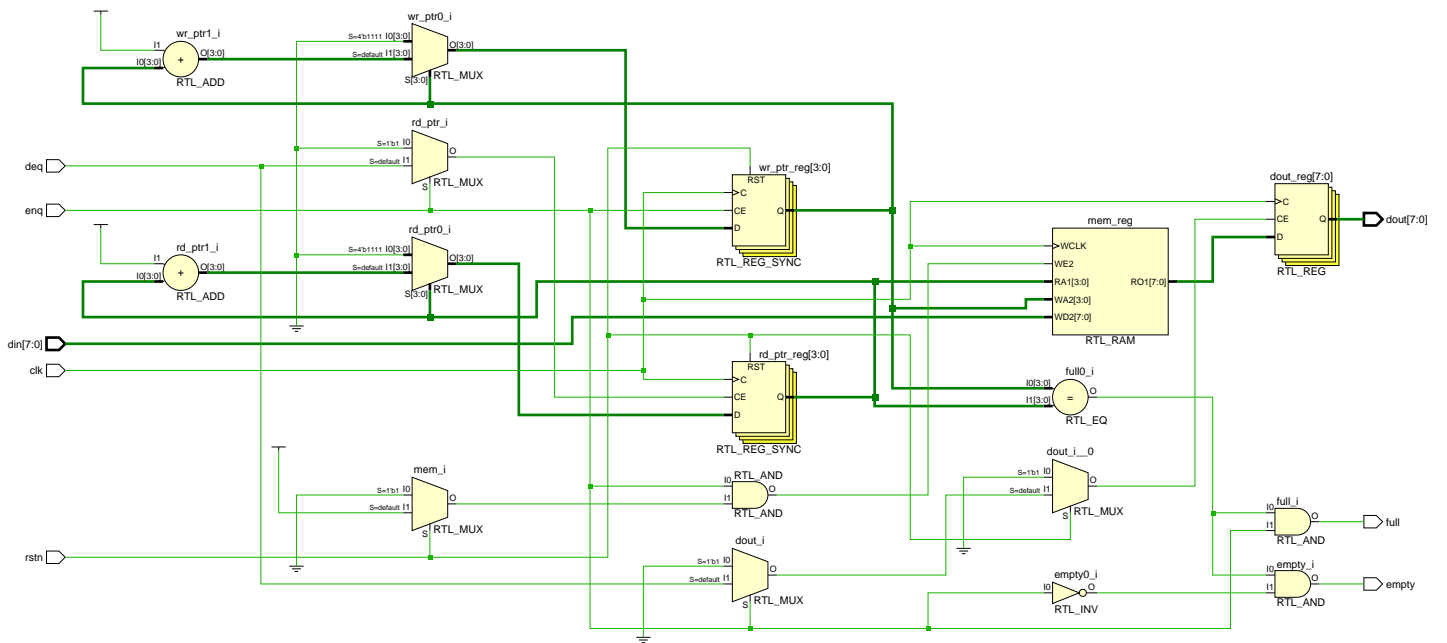 wr_ptr0_i
wr_ptr1_i
S=4'b1111 I0[3:0]
O[3:0]
I1
O[3:0]
S=default I1[3:0]
I0[3:0]
+
S[3:0]
RTL_MUX
RTL_ADD
rd_ptr_i
S=1'b1 I0
O
deq
S=default I1
S
RTL_MUX
wr_ptr_reg[3:0]
RST
C
CE
Q
D
RTL_REG_SYNC
dout_reg[7:0]
C
CE
Q
D
RTL_REG
dout[7:0]
enq
rd_ptr0_i
rd_ptr1_i
S=4'b1111 I0[3:0]
O[3:0]
I1
O[3:0]
S=default I1[3:0]
I0[3:0]
+
S[3:0]
RTL_MUX
RTL_ADD
mem_reg
WCLK
WE2
RA1[3:0]
RO1[7:0]
WA2[3:0]
WD2[7:0]
RTL_RAM
din[7:0]
clk
rd_ptr_reg[3:0]
RST
C
CE
Q
D
RTL_REG_SYNC
full0_i
I0[3:0]
O
I1[3:0]
=
RTL_EQ
mem_i
S=1'b1 I0
O
S=default I1
S
RTL_MUX
RTL_AND
I0
O
I1
RTL_AND
dout_i__0
S=1'b1 I0
O
S=default I1
S
RTL_MUX
full_i
I0
O
I1
RTL_AND
full
rstn
dout_i
S=1'b1 I0
O
S=default I1
S
RTL_MUX
empty0_i
I0
O
RTL_INV
empty_i
I0
O
I1
RTL_AND
empty